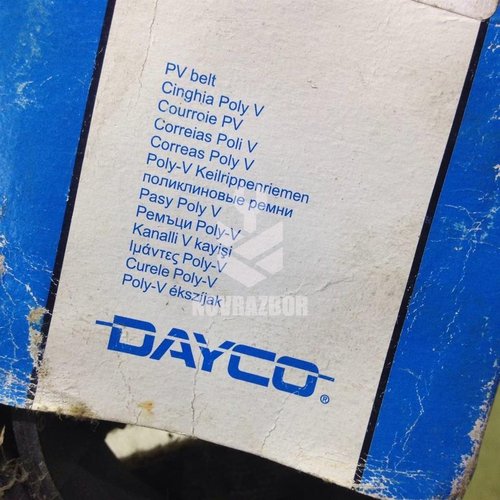 PV belt
Cinghia Poly V
Courroie PV
Correias Poli V
Correas Poly V
Poly-V Keilrippenriemen
поликлиновые ремни
Pasy Poly V
Ремъци Poly-V
Kanalli V kayişi
Ιμάντες Poly-V
Curele Poly-V
Poly-V ékszíjak
NOVRAZBOR
DAYCO®